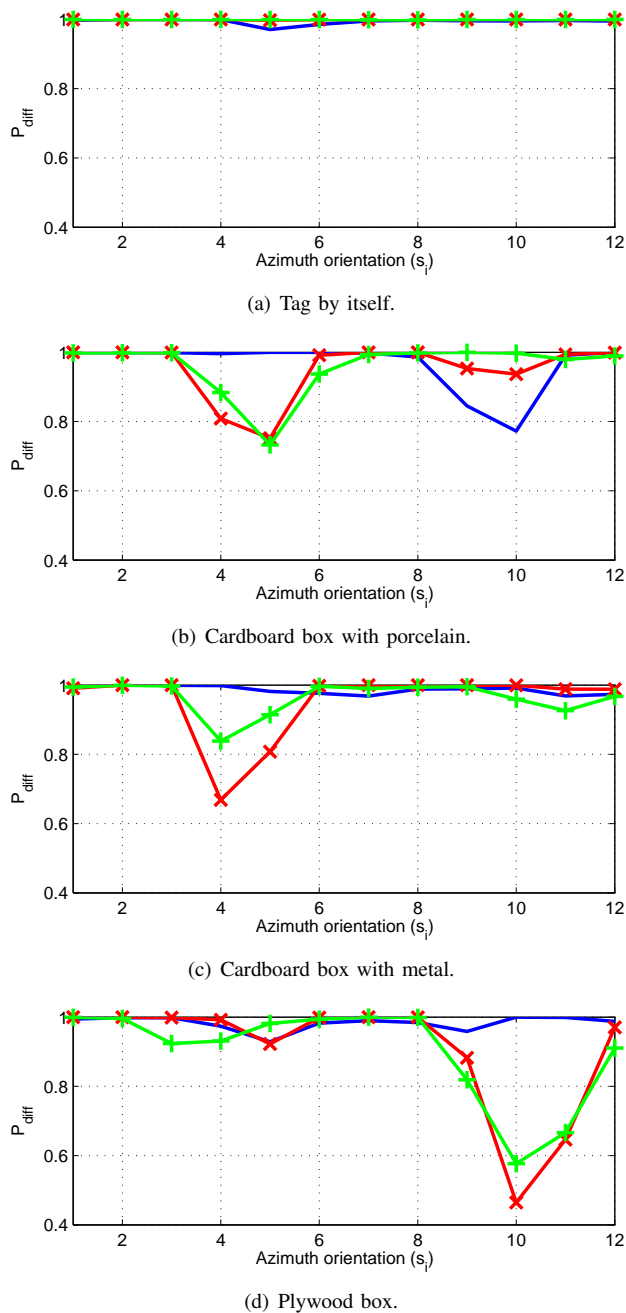 1
0.8
0.6
0.4
P_diff
2 4 6 8 10 12
Azimuth orientation (s_i)
(a) Tag by itself.
1
0.8
0.6
0.4
P_diff
2 4 6 8 10 12
Azimuth orientation (s_i)
(b) Cardboard box with porcelain.
1
0.8
0.6
0.4
P_diff
2 4 6 8 10 12
Azimuth orientation (s_i)
(c) Cardboard box with metal.
1
0.8
0.6
0.4
P_diff
2 4 6 8 10 12
Azimuth orientation (s_i)
(d) Plywood box.